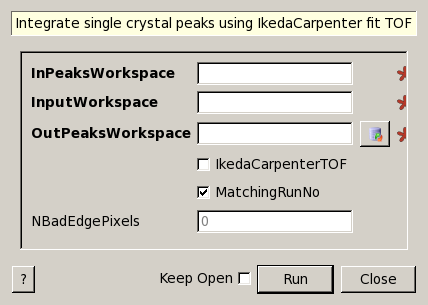 Integrate single crystal peaks using IkedaCarpenter fit TOF
InPeaksWorkspace
InputWorkspace
OutPeaksWorkspace
IkedaCarpenterTOF
MatchingRunNo
NBadEdgePixels 0
? Keep Open Run Close